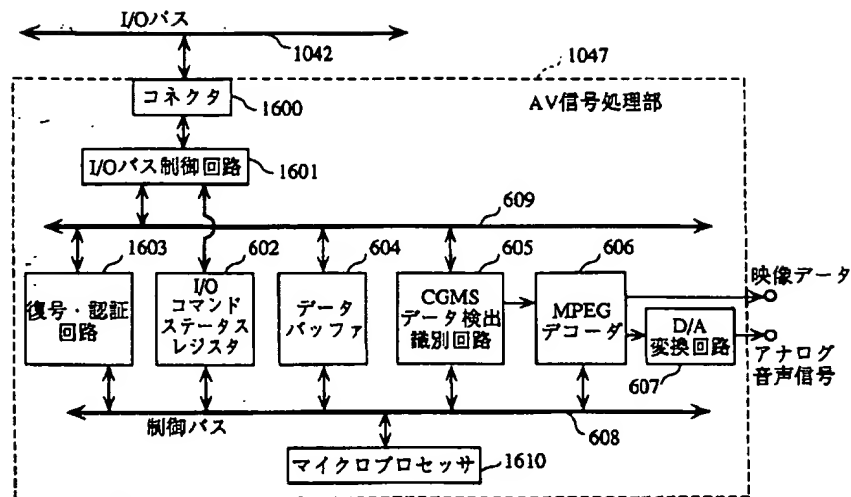 I/Oバス
1042
1047
コネクタ
1600
AV信号処理部
I/Oバス制御回路
1601
609
1603
602
604
605
606
復号・認証
回路
I/O
コマンド
ステータス
レジスタ
データ
バッファ
CGMS
データ検出
識別回路
MPEG
デコーダ
映像データ
D/A
変換回路
607
アナログ
音声信号
制御バス
608
マイクロプロセッサ
1610